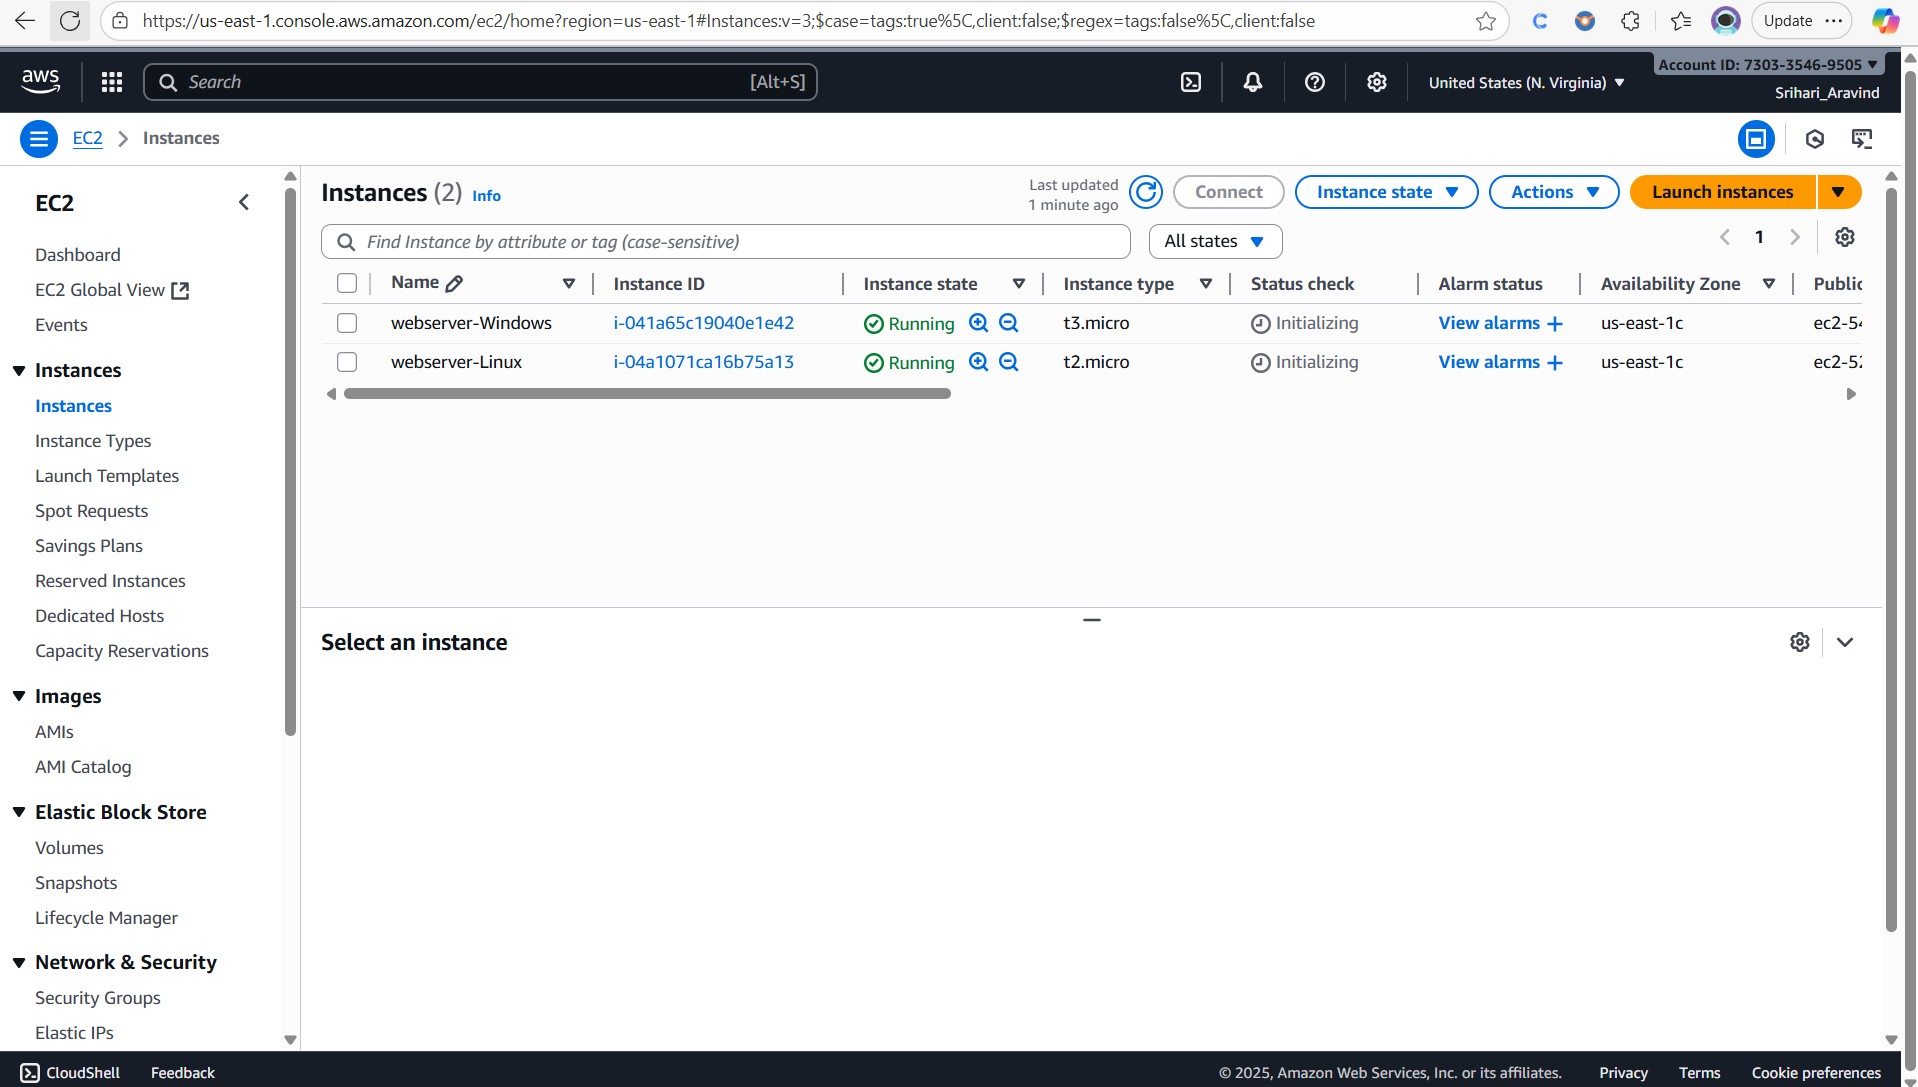 https://us-east-1.console.aws.amazon.com/ec2/home?region=us-east-1#Instances:v=3;$case=tags:true%5C,client:false;$regex=tags:false%5C,client:false
Update
aws
Search [Alt+S]
United States (N. Virginia)
Account ID: 7303-3546-9505
Srihari_Aravind
EC2 Instances
EC2
Dashboard
EC2 Global View
Events
Instances
Instances
Instance Types
Launch Templates
Spot Requests
Savings Plans
Reserved Instances
Dedicated Hosts
Capacity Reservations
Images
AMIs
AMI Catalog
Elastic Block Store
Volumes
Snapshots
Lifecycle Manager
Network & Security
Security Groups
Elastic IPs
Instances (2) Info
Last updated
1 minute ago
Connect Instance state Actions Launch instances
Find Instance by attribute or tag (case-sensitive) All states 1
Name Instance ID Instance state Instance type Status check Alarm status Availability Zone Public
webserver-Windows i-041a65c19040e1e42 Running t3.micro Initializing View alarms + us-east-1c ec2-54
webserver-Linux i-04a1071ca16b75a13 Running t2.micro Initializing View alarms + us-east-1c ec2-52
Select an instance
CloudShell Feedback © 2025, Amazon Web Services, Inc. or its affiliates. Privacy Terms Cookie preferences